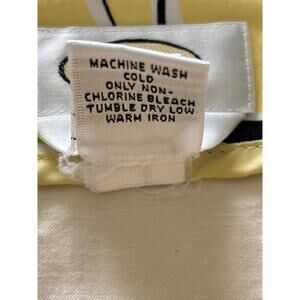 MACHINE WASH
COLD
ONLY NON-
CHLORINE BLEACH
TUMBLE DRY LOW
WARM IRON